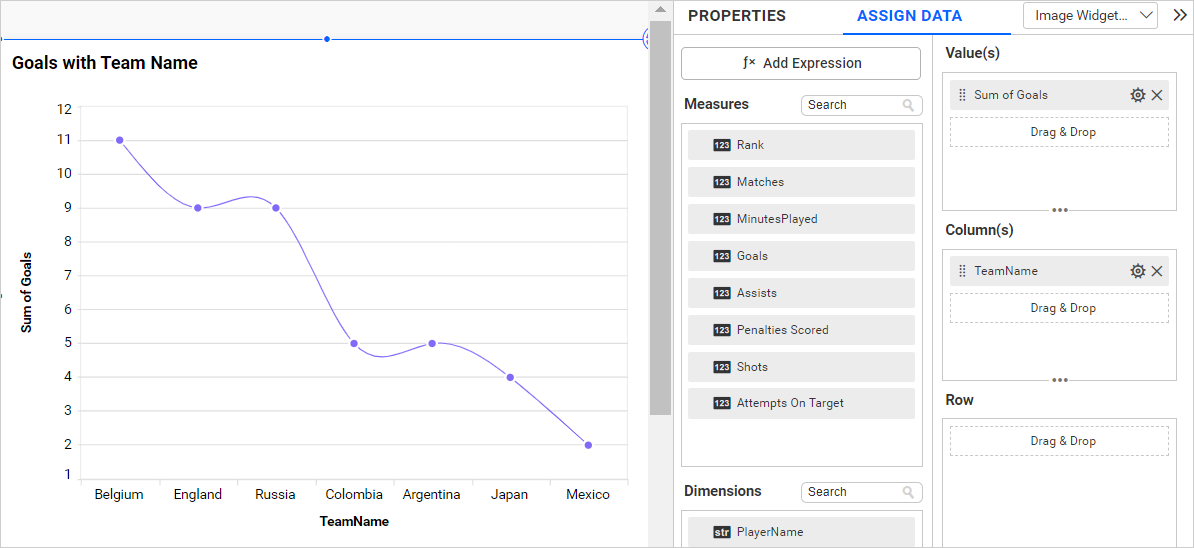 Goals with Team Name
12
11
10
9
8
7
6
5
4
3
2
1
Sum of Goals
Belgium England Russia Colombia Argentina Japan Mexico
TeamName
PROPERTIES ASSIGN DATA Image Widget...
ƒ× Add Expression
Measures Search
123 Rank
123 Matches
123 MinutesPlayed
123 Goals
123 Assists
123 Penalties Scored
123 Shots
123 Attempts On Target
Dimensions Search
str PlayerName
Value(s)
Sum of Goals
Drag & Drop
Column(s)
TeamName
Drag & Drop
Row
Drag & Drop